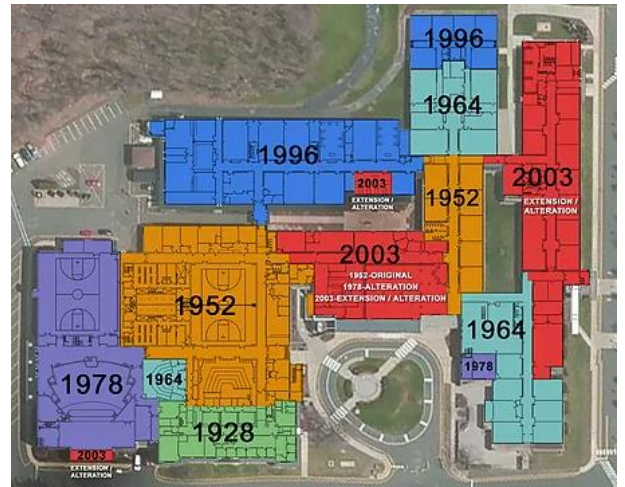 1996
1964
1996
2003
EXTENSION /
ALTERATION
1952
2003
EXTENSION /
ALTERATION
2003
1952-ORIGINAL
1978-ALTERATION
2003-EXTENSION / ALTERATION
1952
1964
1978
1978
1964
1928
2003
EXTENSION /
ALTERATION